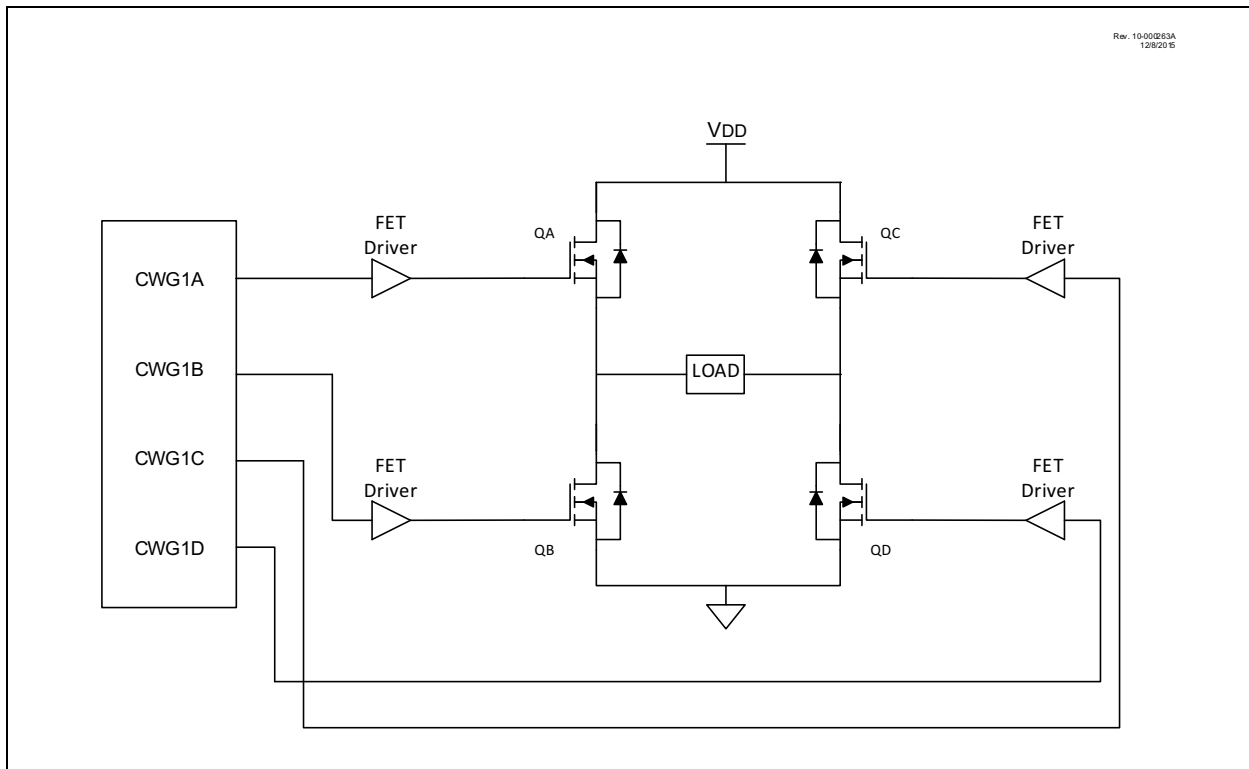 Rev. 10-000263A
12/8/2015
VDD
FET
Driver
QA
QC
FET
Driver
CWG1A
CWG1B
LOAD
CWG1C
FET
Driver
FET
Driver
CWG1D
QB
QD